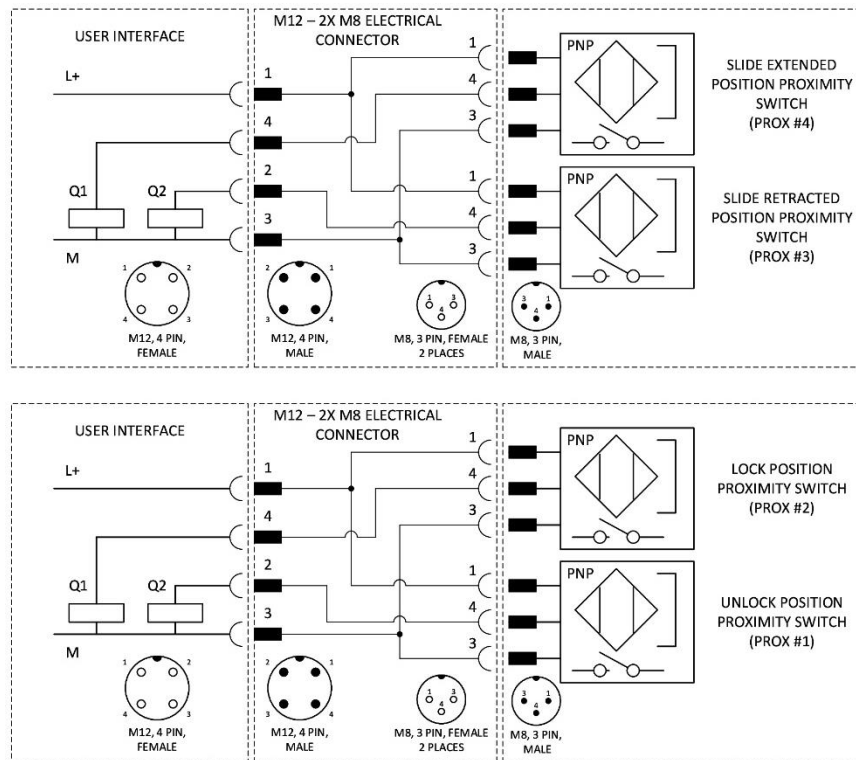 USER INTERFACE
M12 – 2X M8 ELECTRICAL
CONNECTOR
L+
1
4
2
3
Q1
Q2
M
1
4
3
1
4
3
PNP
PNP
SLIDE EXTENDED
POSITION PROXIMITY
SWITCH
(PROX #4)
SLIDE RETRACTED
POSITION PROXIMITY
SWITCH
(PROX #3)
1 2
4 3
M12, 4 PIN,
FEMALE
2 1
3 4
M12, 4 PIN,
MALE
1 3
4
M8, 3 PIN, FEMALE
2 PLACES
3 1
4
M8, 3 PIN,
MALE
USER INTERFACE
M12 – 2X M8 ELECTRICAL
CONNECTOR
L+
1
4
2
3
Q1
Q2
M
1
4
3
1
4
3
PNP
PNP
LOCK POSITION
PROXIMITY SWITCH
(PROX #2)
UNLOCK POSITION
PROXIMITY SWITCH
(PROX #1)
1 2
4 3
M12, 4 PIN,
FEMALE
2 1
3 4
M12, 4 PIN,
MALE
1 3
4
M8, 3 PIN, FEMALE
2 PLACES
3 1
4
M8, 3 PIN,
MALE